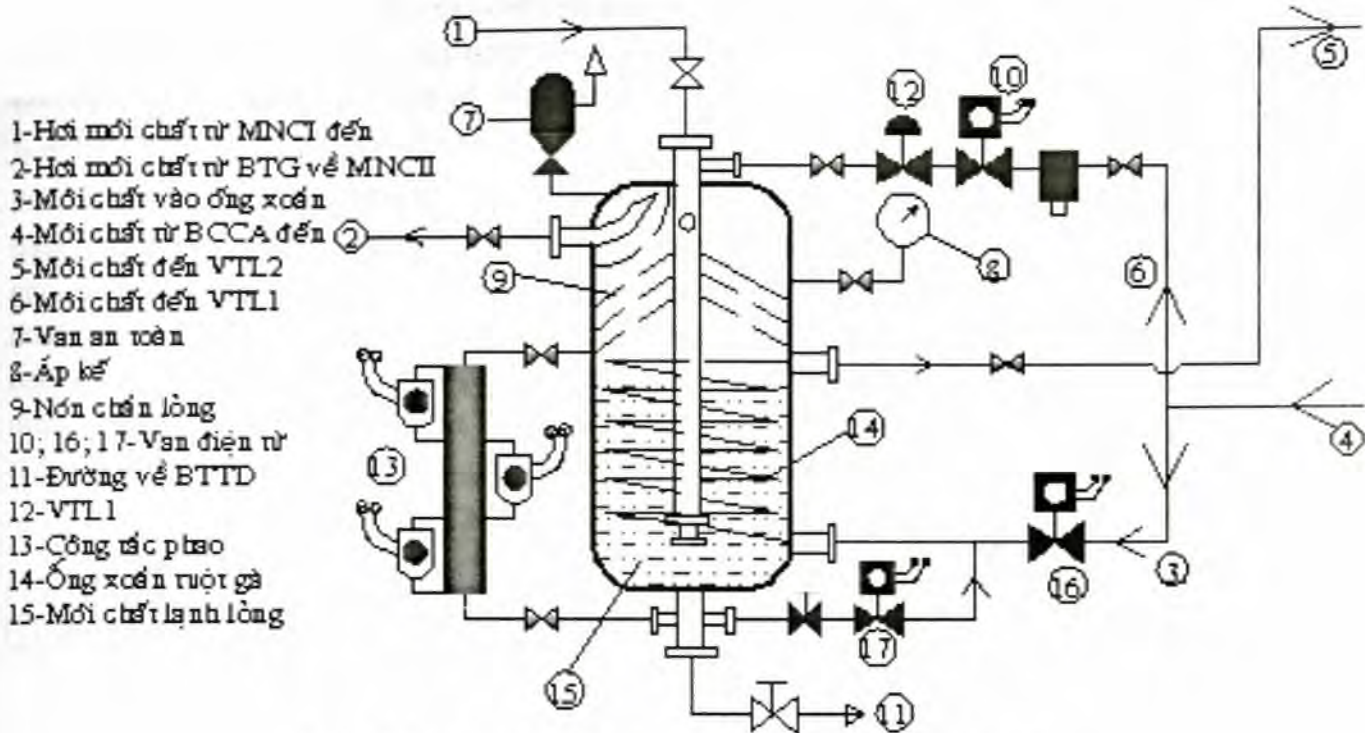 1-Hơi môi chất từ MNCI đến
2-Hơi môi chất từ BTG về MNCII
3-Môi chất vào ống xoắn
4-Môi chất từ BCCA đến
5-Môi chất đến VTL2
6-Môi chất đến VTL1
7-Van an toàn
8-Áp kế
9-Nón chắn lỏng
10; 16; 17-Van điện từ
11-Đường về BTTD
12-VTL1
13-Công tắc phao
14-Ống xoắn ruột gà
15-Môi chất lạnh lỏng
1
10
12
5
7
2
9
8
6
13
14
4
16
3
17
15
11